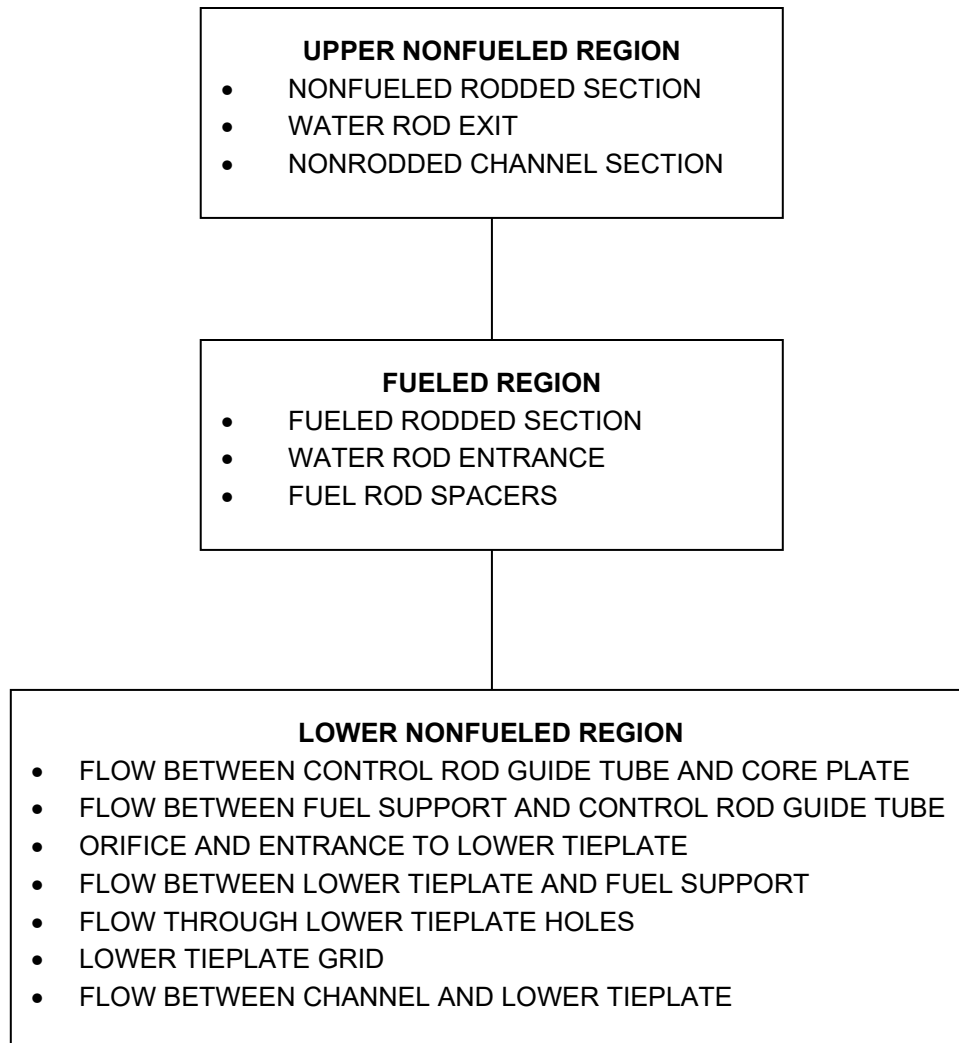 UPPER NONFUELED REGION
• NONFUELED RODDED SECTION
• WATER ROD EXIT
• NONRODDED CHANNEL SECTION
FUELED REGION
• FUELED RODDED SECTION
• WATER ROD ENTRANCE
• FUEL ROD SPACERS
LOWER NONFUELED REGION
• FLOW BETWEEN CONTROL ROD GUIDE TUBE AND CORE PLATE
• FLOW BETWEEN FUEL SUPPORT AND CONTROL ROD GUIDE TUBE
• ORIFICE AND ENTRANCE TO LOWER TIEPLATE
• FLOW BETWEEN LOWER TIEPLATE AND FUEL SUPPORT
• FLOW THROUGH LOWER TIEPLATE HOLES
• LOWER TIEPLATE GRID
• FLOW BETWEEN CHANNEL AND LOWER TIEPLATE